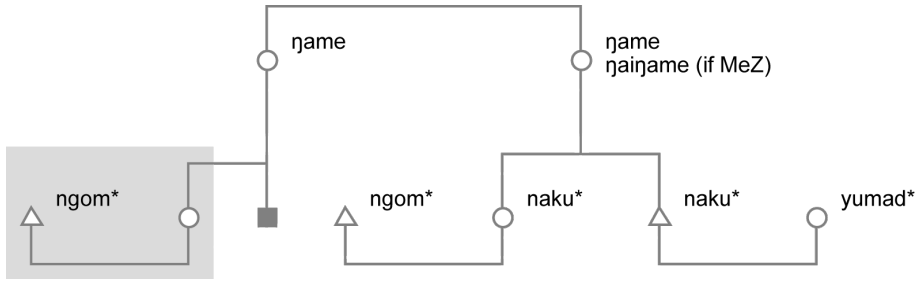 ŋame
ŋame
ŋaiŋame (if MeZ)
ngom*
ngom*
naku*
naku*
yumad*